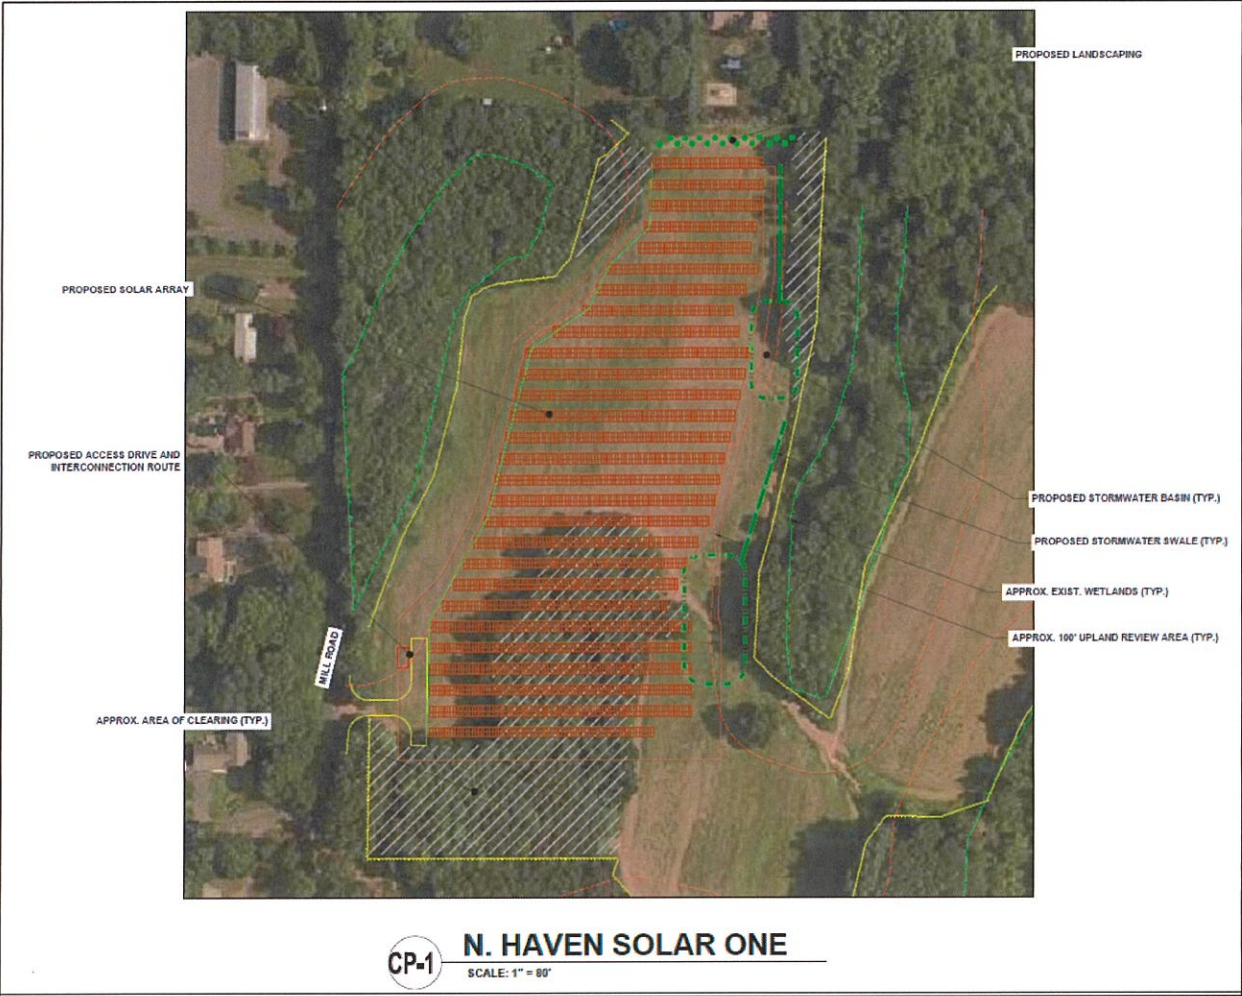 PROPOSED LANDSCAPING
PROPOSED SOLAR ARRAY
PROPOSED ACCESS DRIVE AND
INTERCONNECTION ROUTE
PROPOSED STORMWATER BASIN (TYP.)
PROPOSED STORMWATER SWALE (TYP.)
APPROX. EXIST. WETLANDS (TYP.)
APPROX. 100' UPLAND REVIEW AREA (TYP.)
MILL ROAD
APPROX. AREA OF CLEARING (TYP.)
CP-1
N. HAVEN SOLAR ONE
SCALE: 1" = 80'